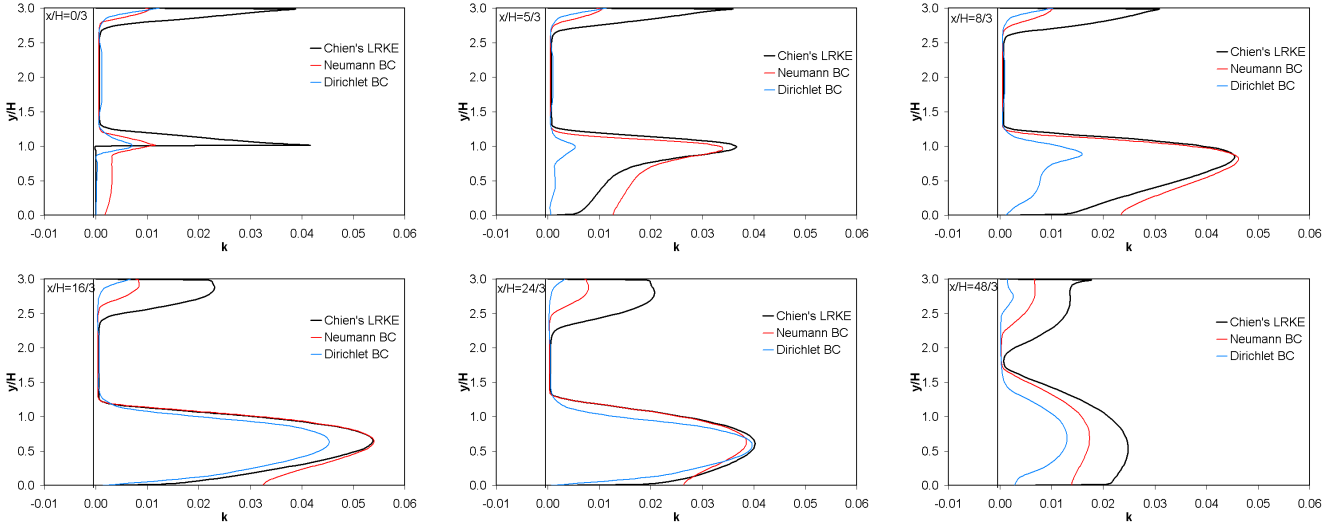 x/H=0/3
y/H
3.0
2.0
1.5
1.0
0.5
0.0
-0.01 0.00 0.01 0.02 0.03 0.04 0.05 0.06
k
Chien's LRKE
Neumann BC
Dirichlet BC
x/H=5/3
y/H
3.0
2.0
1.5
1.0
0.5
0.0
-0.01 0.00 0.01 0.02 0.03 0.04 0.05 0.06
k
Chien's LRKE
Neumann BC
Dirichlet BC
x/H=8/3
y/H
3.0
2.0
1.5
1.0
0.5
0.0
-0.01 0.00 0.01 0.02 0.03 0.04 0.05 0.06
k
Chien's LRKE
Neumann BC
Dirichlet BC
x/H=16/3
y/H
3.0
2.5
2.0
1.5
1.0
0.5
0.0
-0.01 0.00 0.01 0.02 0.03 0.04 0.05 0.06
k
Chien's LRKE
Neumann BC
Dirichlet BC
x/H=24/3
y/H
3.0
2.5
2.0
1.5
1.0
0.5
0.0
-0.01 0.00 0.01 0.02 0.03 0.04 0.05 0.06
k
Chien's LRKE
Neumann BC
Dirichlet BC
x/H=48/3
y/H
3.0
2.5
2.0
1.5
1.0
0.5
0.0
-0.01 0.00 0.01 0.02 0.03 0.04 0.05 0.06
k
Chien's LRKE
Neumann BC
Dirichlet BC